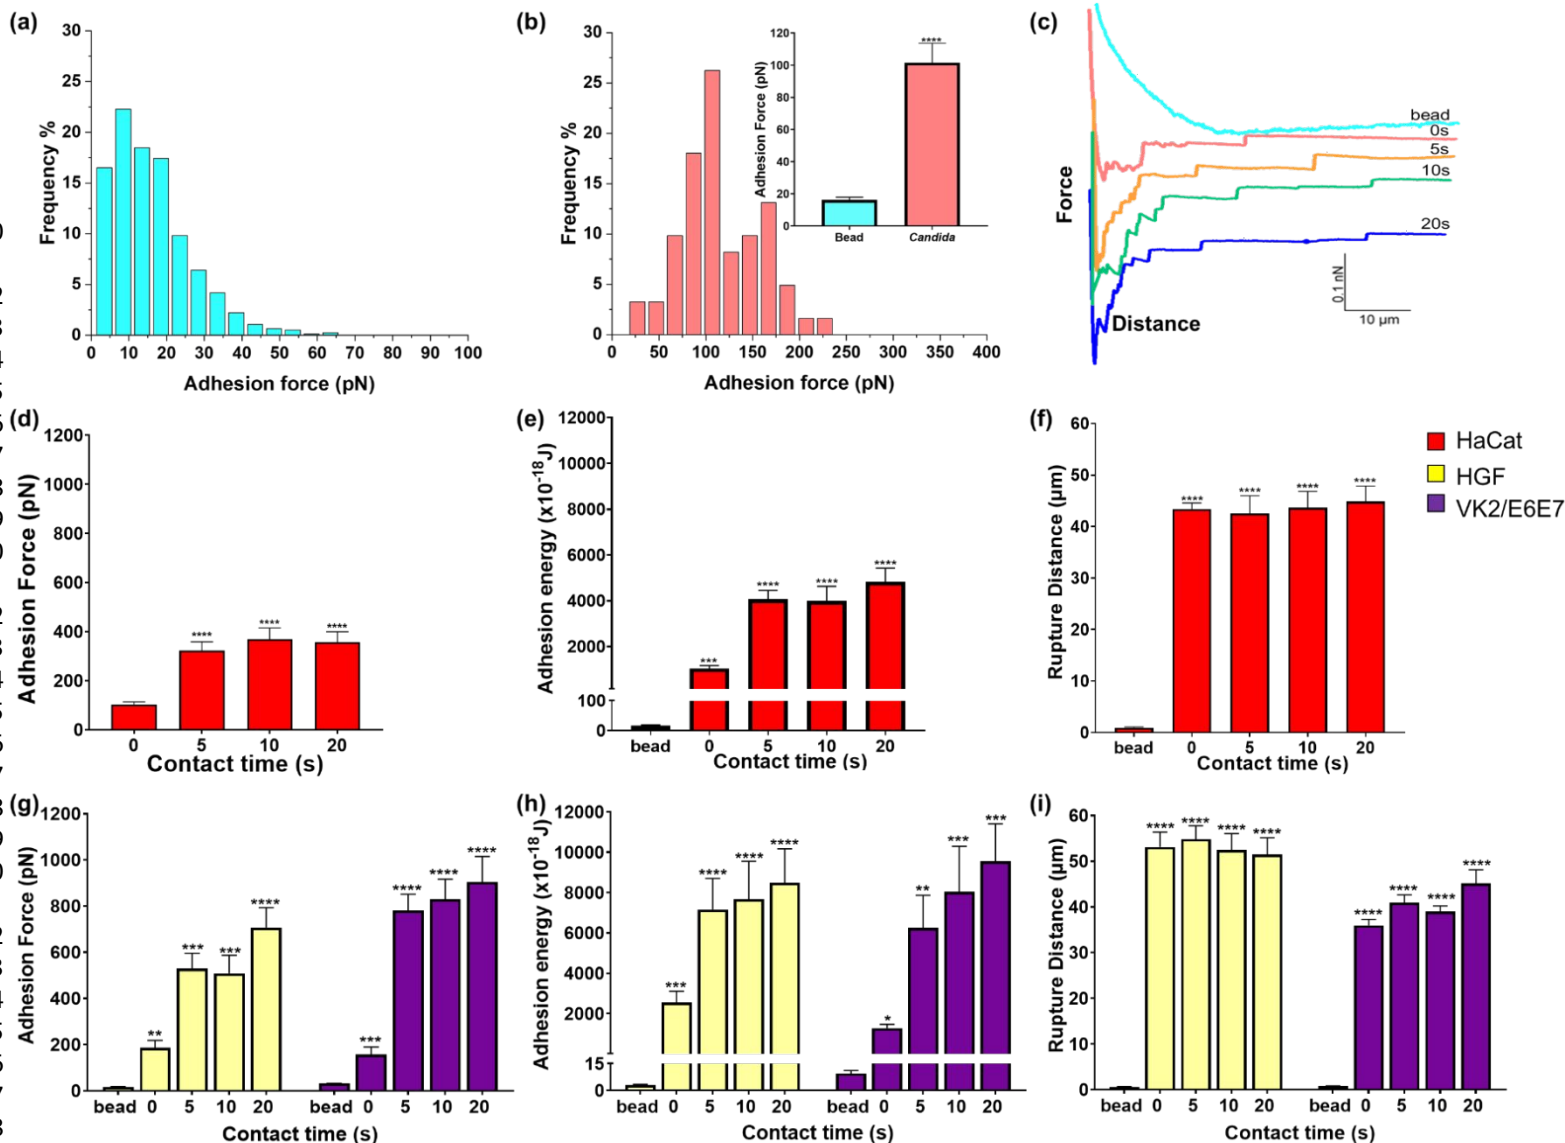 (a)
30
25
20
15
10
5
0
Frequency %
0 10 20 30 40 50 60 70 80 90 100
Adhesion force (pN)
(b)
30
25
20
15
10
5
0
Frequency %
0 50 100 150 200 250 300 350 400
Adhesion force (pN)
120
100
80
60
40
20
0
Adhesion Force (pN)
****
Bead Candida
(c)
Force
bead
0s
5s
10s
20s
Distance
0.1 nN
10 µm
(d)
1200
1000
800
600
400
200
0
Adhesion Force (pN)
**** **** ****
0 5 10 20
Contact time (s)
(e)
12000
10000
8000
6000
4000
2000
100
0
Adhesion energy (x10-18J)
*** **** **** ****
bead 0 5 10 20
Contact time (s)
(f)
60
50
40
30
20
10
0
Rupture Distance (µm)
**** **** **** ****
bead 0 5 10 20
Contact time (s)
HaCat
HGF
VK2/E6E7
(g)
1200
1000
800
600
400
200
0
Adhesion Force (pN)
** *** *** **** *** **** **** ****
bead 0 5 10 20 bead 0 5 10 20
Contact time (s)
(h)
12000
10000
8000
6000
4000
2000
15
0
Adhesion energy (x10-18J)
*** **** **** **** * ** *** ***
bead 0 5 10 20 bead 0 5 10 20
Contact time (s)
(i)
60
50
40
30
20
10
0
Rupture Distance (µm)
**** **** **** **** **** **** **** ****
bead 0 5 10 20 bead 0 5 10 20
Contact time (s)